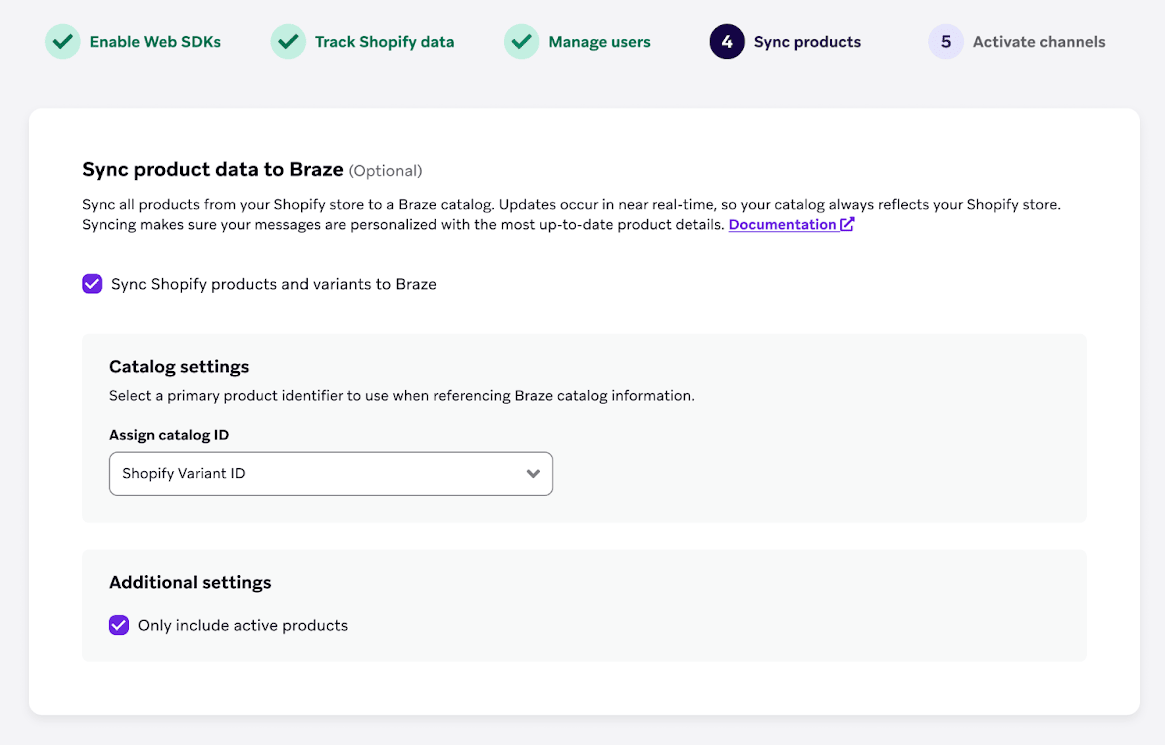 Enable Web SDKs Track Shopify data Manage users 4 Sync products 5 Activate channels
Sync product data to Braze (Optional)
Sync all products from your Shopify store to a Braze catalog. Updates occur in near real-time, so your catalog always reflects your Shopify store.
Syncing makes sure your messages are personalized with the most up-to-date product details. Documentation
Sync Shopify products and variants to Braze
Catalog settings
Select a primary product identifier to use when referencing Braze catalog information.
Assign catalog ID
Shopify Variant ID
Additional settings
Only include active products